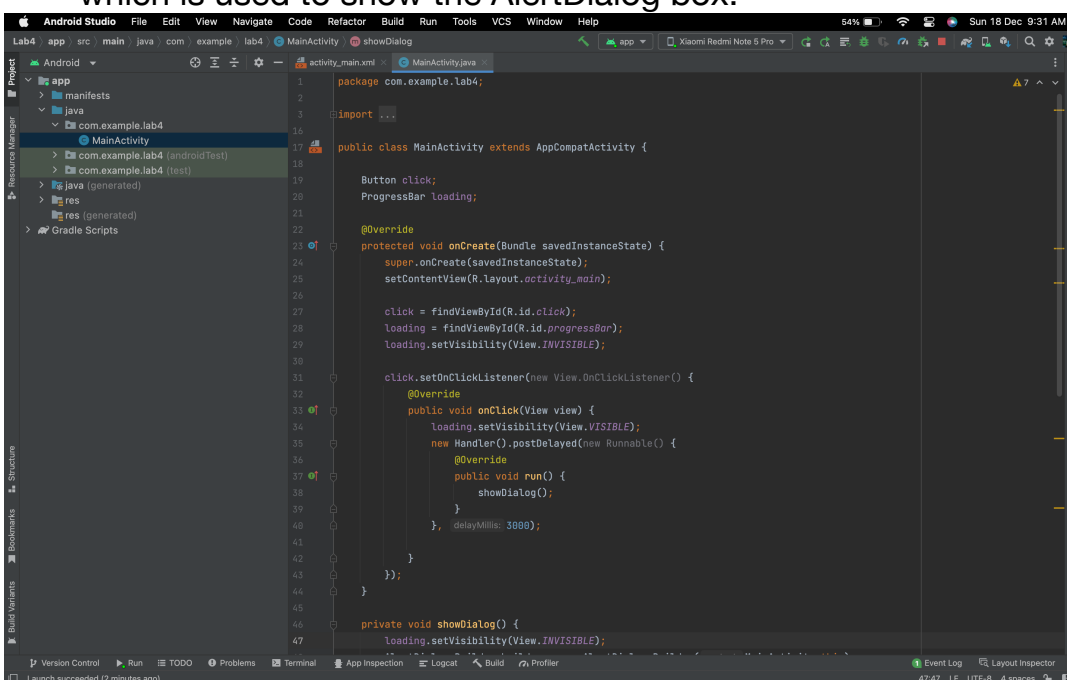 which is used to show the AlertDialog box.
Android Studio File Edit View Navigate Code Refactor Build Run Tools VCS Window Help 54% Sun 18 Dec 9:31 AM
Lab4 app src main java com example lab4 MainActivity showDialog app Xiaomi Redmi Note 5 Pro
Project Android activity_main.xml MainActivity.java
app
manifests
java
com.example.lab4
MainActivity
com.example.lab4 (androidTest)
com.example.lab4 (test)
java (generated)
res
res (generated)
Gradle Scripts
Resource Manager
Structure
Bookmarks
Build Variants
7
1 package com.example.lab4;
2
3 import ...
16
17 public class MainActivity extends AppCompatActivity {
18
19 Button click;
20 ProgressBar loading;
21
22 @Override
23 protected void onCreate(Bundle savedInstanceState) {
24 super.onCreate(savedInstanceState);
25 setContentView(R.layout.activity_main);
26
27 click = findViewById(R.id.click);
28 loading = findViewById(R.id.progressBar);
29 loading.setVisibility(View.INVISIBLE);
30
31 click.setOnClickListener(new View.OnClickListener() {
32 @Override
33 public void onClick(View view) {
34 loading.setVisibility(View.VISIBLE);
35 new Handler().postDelayed(new Runnable() {
36 @Override
37 public void run() {
38 showDialog();
39 }
40 }, delayMillis: 3000);
41
42 }
43 });
44 }
45
46 private void showDialog() {
47 loading.setVisibility(View.INVISIBLE);
Version Control Run TODO Problems Terminal App Inspection Logcat Build Profiler 1 Event Log Layout Inspector
Launch succeeded (2 minutes ago) 47:47 LF UTF-8 4 spaces